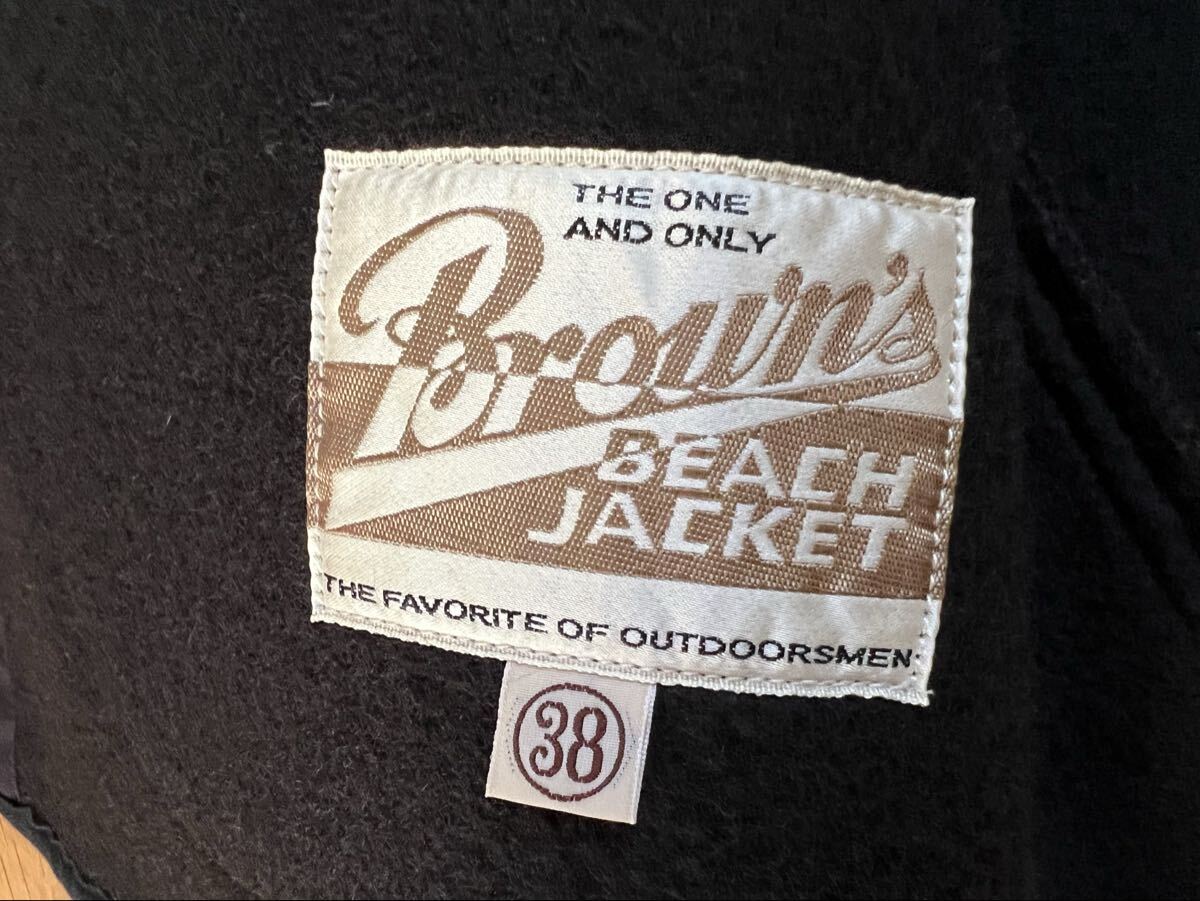 THE ONE
AND ONLY
Brown's
BEACH
JACKET
THE FAVORITE OF OUTDOORSMEN
38